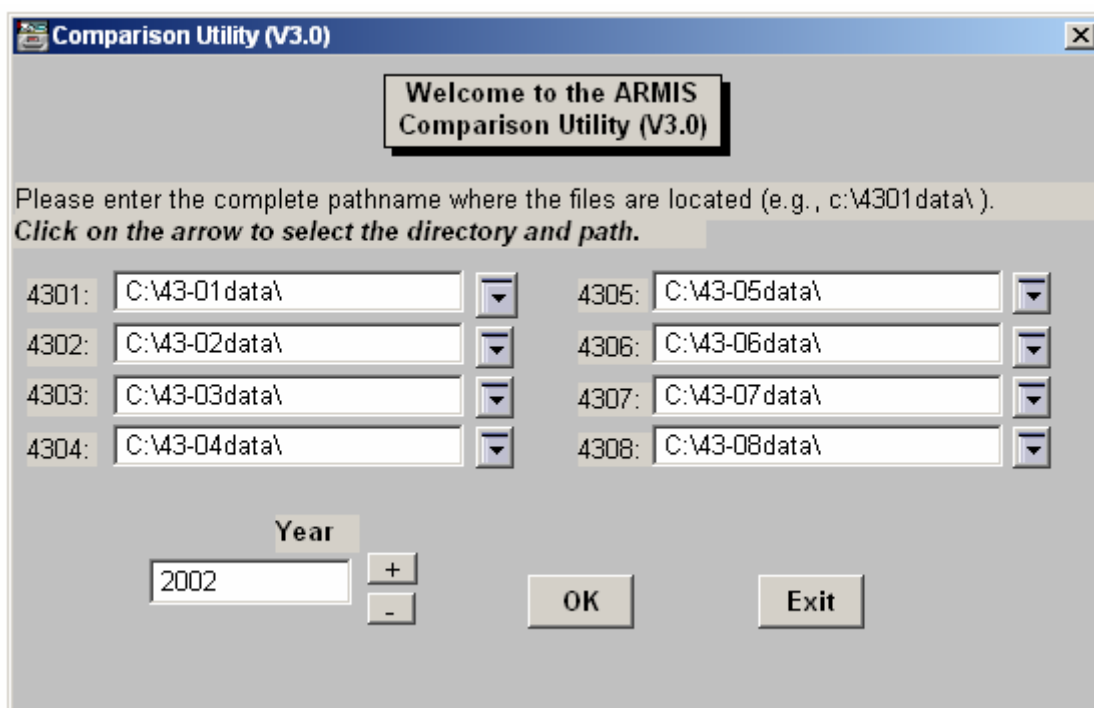 Comparison Utility (V3.0)
Welcome to the ARMIS
Comparison Utility (V3.0)
Please enter the complete pathname where the files are located (e.g., c:\4301data\ ).
Click on the arrow to select the directory and path.
4301: C:\43-01data\
4302: C:\43-02data\
4303: C:\43-03data\
4304: C:\43-04data\
4305: C:\43-05data\
4306: C:\43-06data\
4307: C:\43-07data\
4308: C:\43-08data\
Year
2002
+
-
OK
Exit